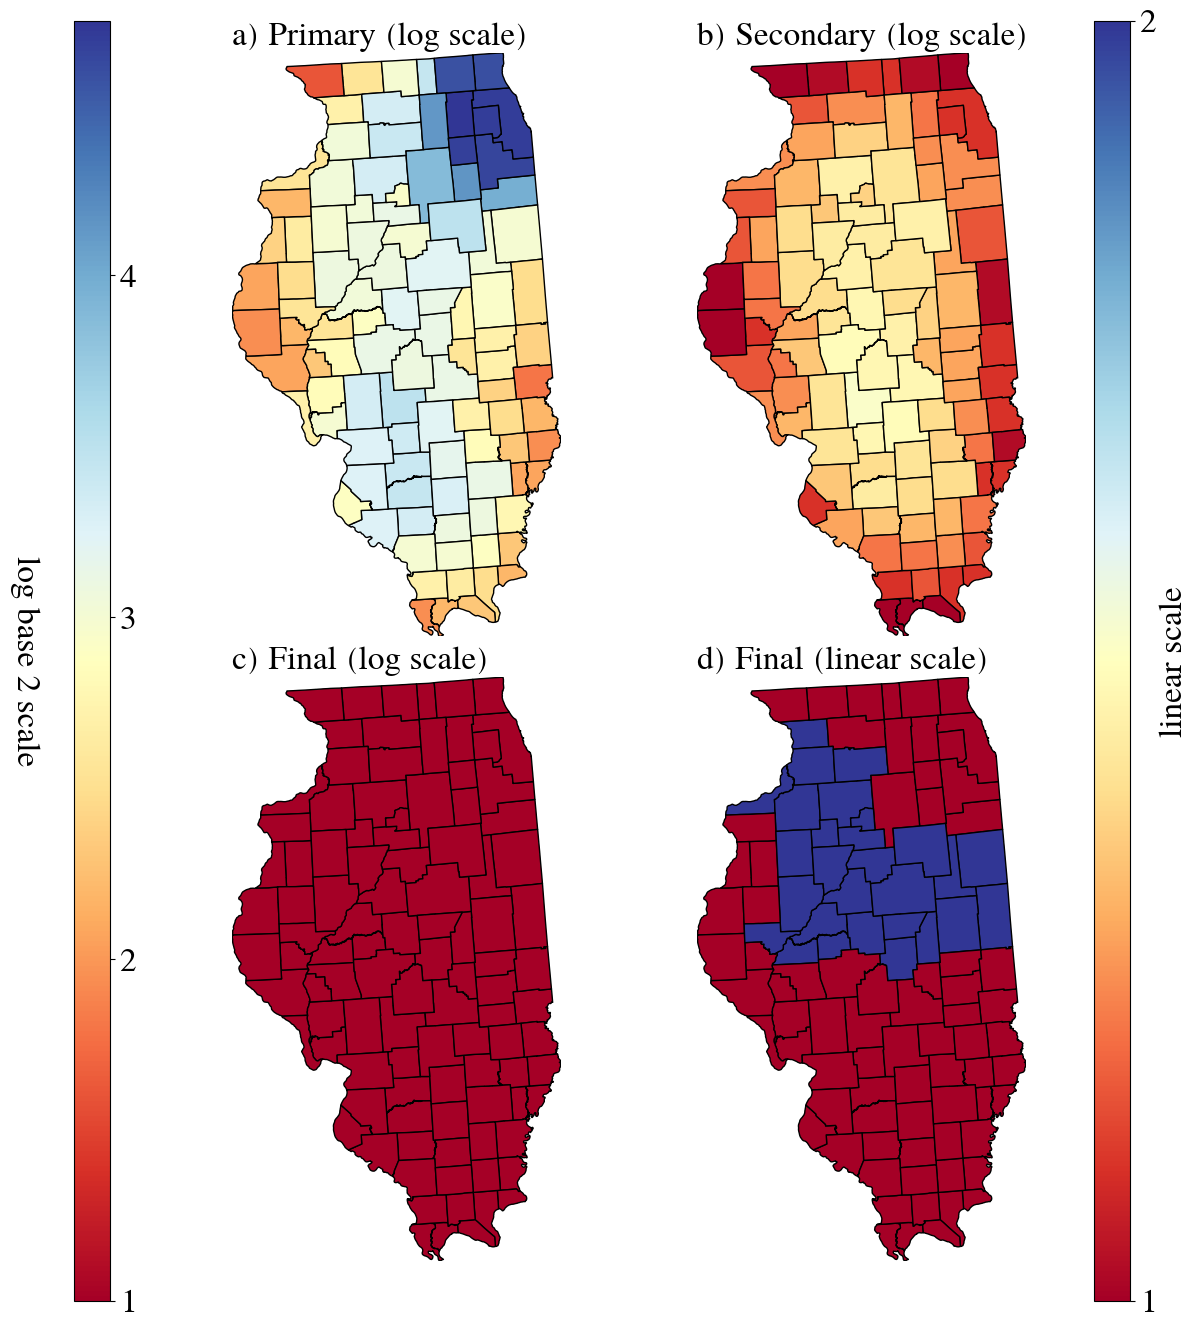 a) Primary (log scale)
b) Secondary (log scale)
2
4
3
2
1
log base 2 scale
linear scale
c) Final (log scale)
d) Final (linear scale)
1